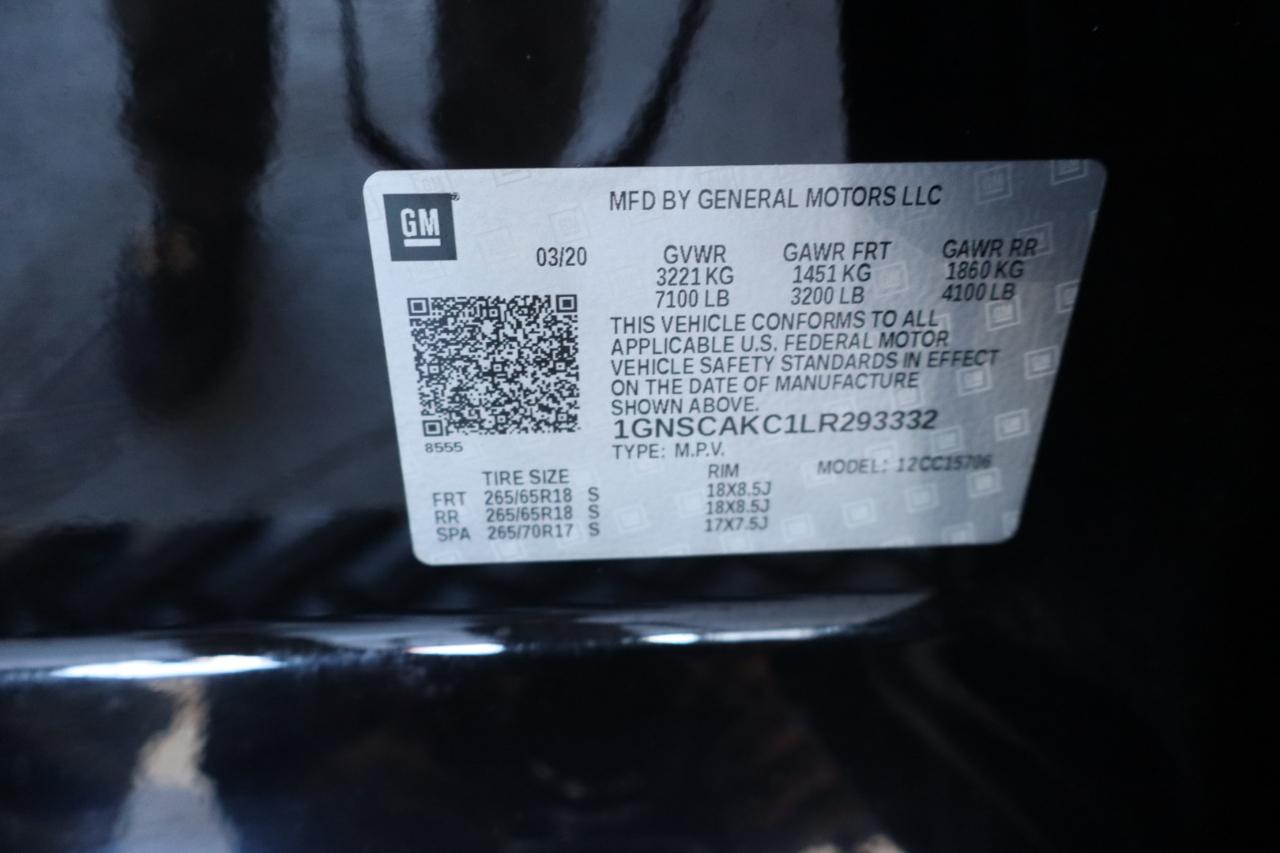 GM
MFD BY GENERAL MOTORS LLC
03/20 GVWR GAWR FRT GAWR RR
3221 KG 1451 KG 1860 KG
7100 LB 3200 LB 4100 LB
THIS VEHICLE CONFORMS TO ALL
APPLICABLE U.S. FEDERAL MOTOR
VEHICLE SAFETY STANDARDS IN EFFECT
ON THE DATE OF MANUFACTURE
SHOWN ABOVE.
1GNSCAKC1LR293332
8555
TYPE: M.P.V.
TIRE SIZE RIM MODEL: 12CC15706
FRT 265/65R18 S 18X8.5J
RR 265/65R18 S 18X8.5J
SPA 265/70R17 S 17X7.5J